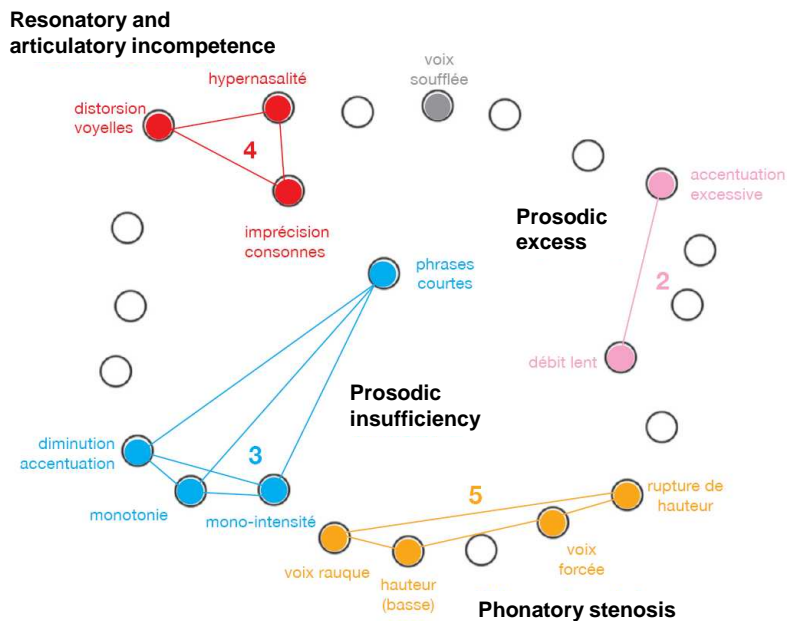 Resonatory and
articulatory incompetence
hypernasalité
voix
soufflée
distorsion
voyelles
4
accentuation
excessive
imprécision
consonnes
Prosodic
excess
phrases
courtes
2
débit lent
Prosodic
insufficiency
diminution
accentuation
3
monotonie
mono-intensité
5
rupture de
hauteur
voix rauque
hauteur
(basse)
voix
forcée
Phonatory stenosis